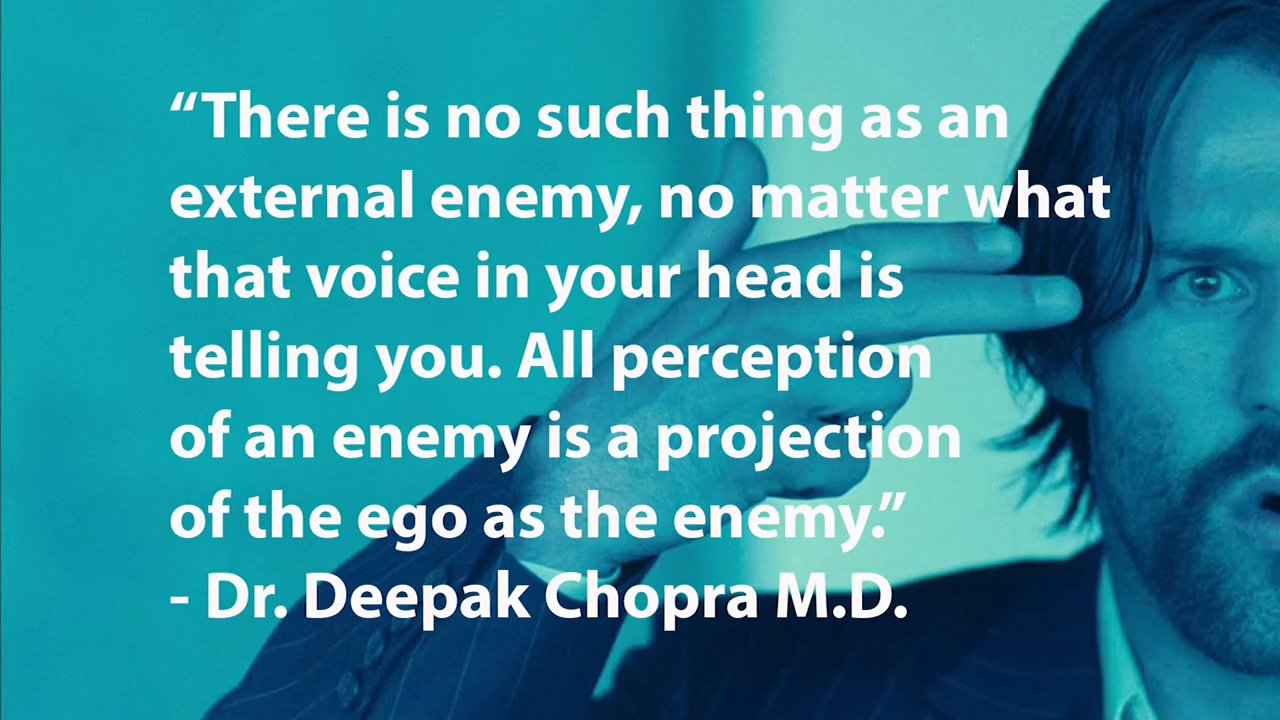 “There is no such thing as an
external enemy, no matter what
that voice in your head is
telling you. All perception
of an enemy is a projection
of the ego as the enemy.”
- Dr. Deepak Chopra M.D.